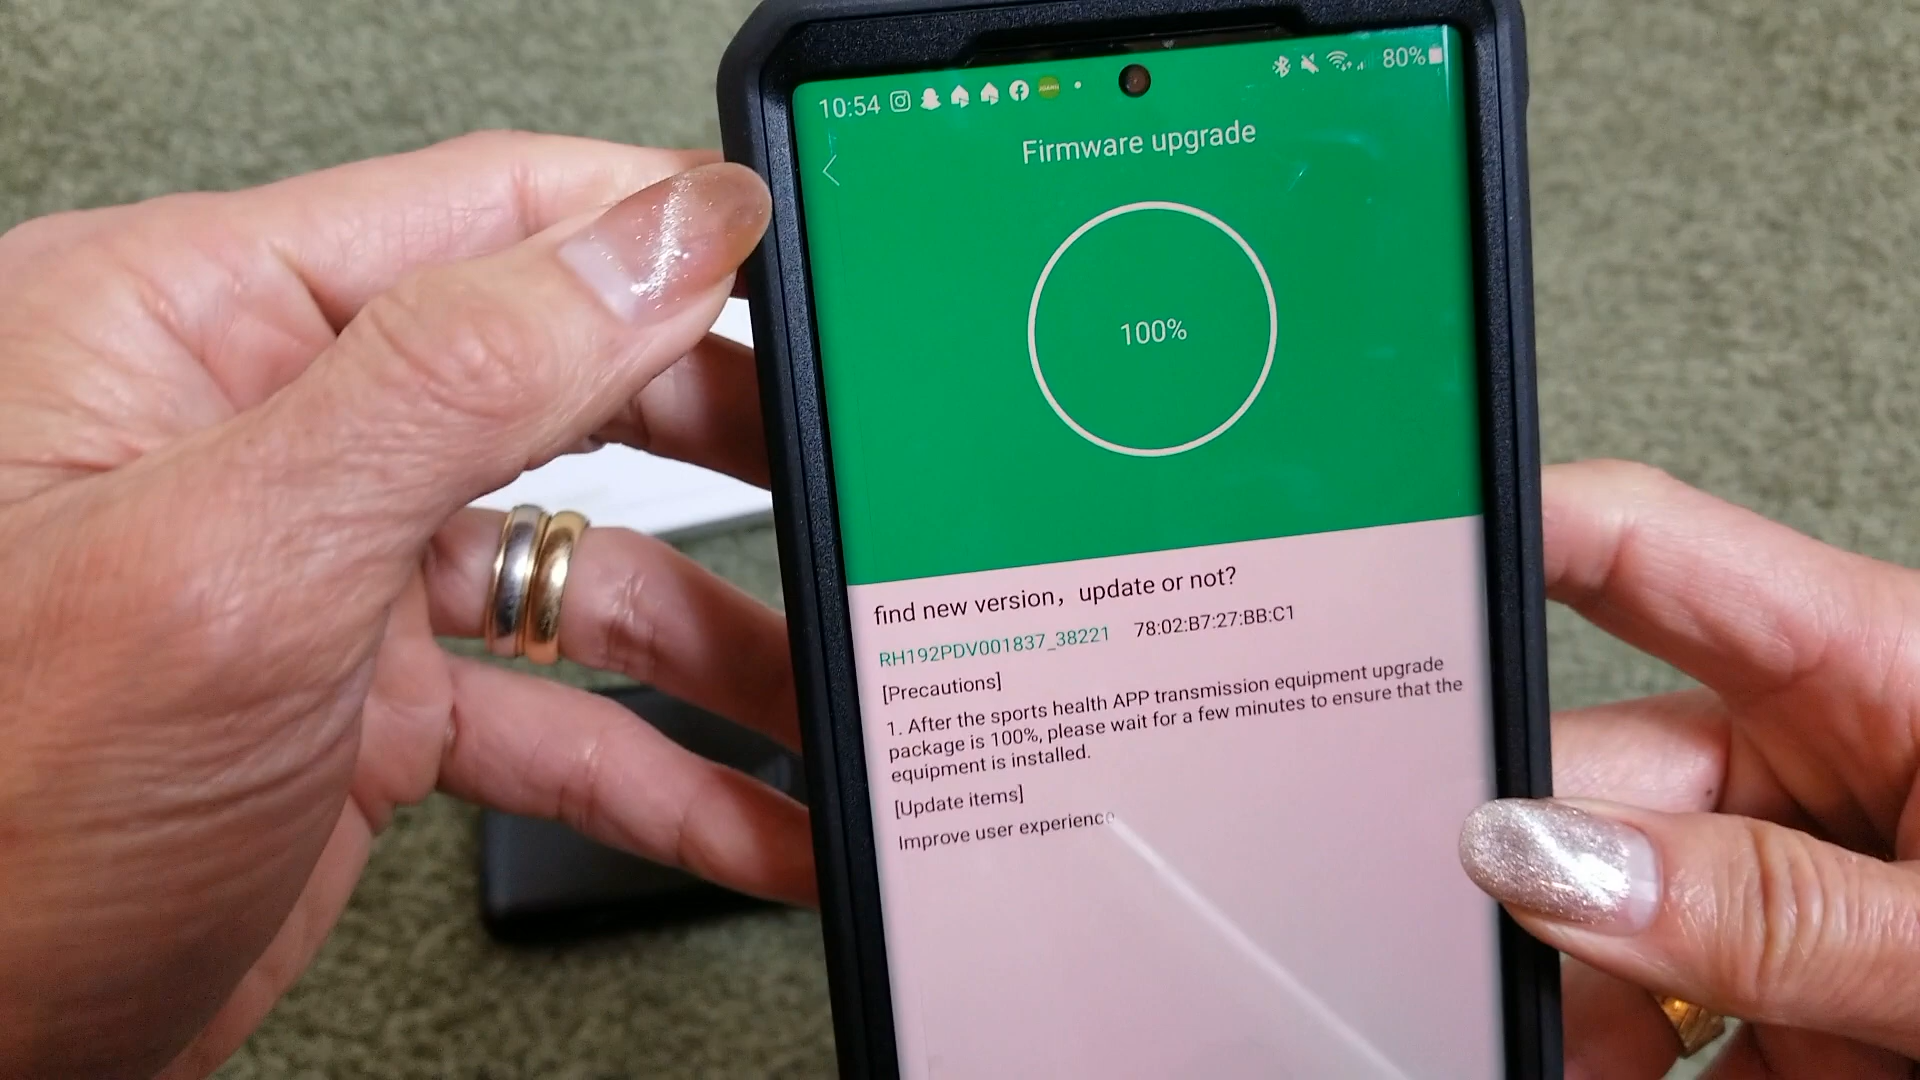 10:54 80%
Firmware upgrade
100%
find new version, update or not?
RH192PDV001837_38221 78:02:B7:27:BB:C1
[Precautions]
1. After the sports health APP transmission equipment upgrade
package is 100%, please wait for a few minutes to ensure that the
equipment is installed.
[Update items]
Improve user experience